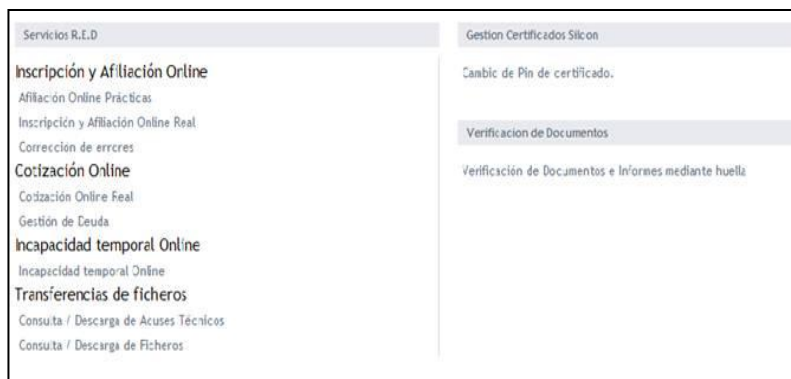 Servicios R.E.D
Inscripción y Afiliación Online
Afiliación Online Prácticas
Inscripción y Afiliación Online Real
Corrección de errores
Cotización Online
Cotización Online Real
Gestión de Deuda
Incapacidad temporal Online
Incapacidad temporal Online
Transferencias de ficheros
Consulta / Descarga de Acuses Técnicos
Consulta / Descarga de Ficheros
Gestion Certificados Silcon
Cambio de Pin de certificado.
Verificacion de Documentos
Verificación de Documentos e Informes mediante huella